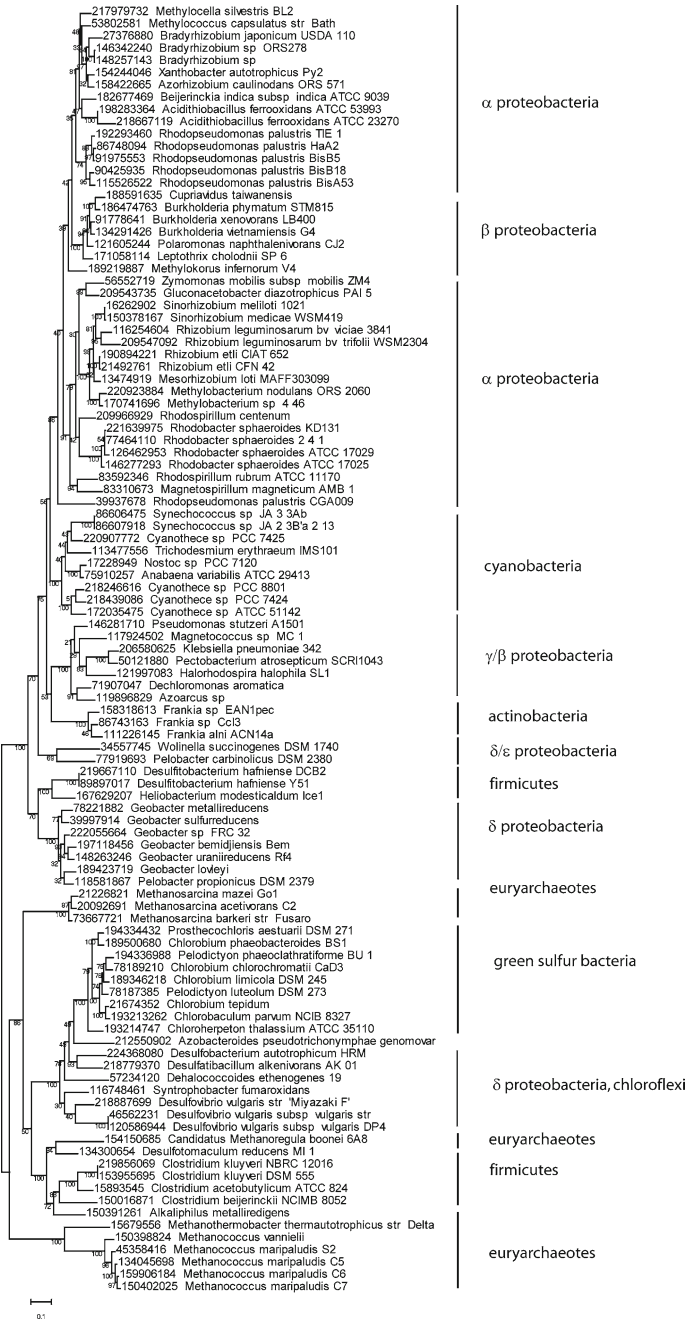 217979732 Methylocella silvestris BL2
53802581 Methylococcus capsulatus str Bath
27376880 Bradyrhizobium japonicum USDA 110
146342240 Bradyrhizobium sp ORS278
148257143 Bradyrhizobium sp
154244046 Xanthobacter autotrophicus Py2
158422665 Azorhizobium caulinodans ORS 571
182677469 Beijerinckia indica subsp indica ATCC 9039
198283364 Acidithiobacillus ferrooxidans ATCC 53993
218667119 Acidithiobacillus ferrooxidans ATCC 23270
α proteobacteria
192293460 Rhodopseudomonas palustris TIE 1
86748094 Rhodopseudomonas palustris HaA2
91975553 Rhodopseudomonas palustris BisB5
90425935 Rhodopseudomonas palustris BisB18
115526522 Rhodopseudomonas palustris BisA53
188591635 Cupriavidus taiwanensis
186474763 Burkholderia phymatum STM815
91778641 Burkholderia xenovorans LB400
134291426 Burkholderia vietnamiensis G4
β proteobacteria
121605244 Polaromonas naphthalenivorans CJ2
171058114 Leptothrix cholodnii SP 6
189219887 Methylokorus infernorum V4
56552719 Zymomonas mobilis subsp mobilis ZM4
209543735 Gluconacetobacter diazotrophicus PAI 5
16262902 Sinorhizobium meliloti 1021
150378167 Sinorhizobium medicae WSM419
116254604 Rhizobium leguminosarum bv viciae 3841
209547092 Rhizobium leguminosarum bv trifolii WSM2304
190894221 Rhizobium etli CIAT 652
21492761 Rhizobium etli CFN 42
13474919 Mesorhizobium loti MAFF303099
α proteobacteria
220923884 Methylobacterium nodulans ORS 2060
170741696 Methylobacterium sp 4 46
209966929 Rhodospirillum centenum
221639975 Rhodobacter sphaeroides KD131
77464110 Rhodobacter sphaeroides 2 4 1
126462953 Rhodobacter sphaeroides ATCC 17029
146277293 Rhodobacter sphaeroides ATCC 17025
83592346 Rhodospirillum rubrum ATCC 11170
83310673 Magnetospirillum magneticum AMB 1
39937678 Rhodopseudomonas palustris CGA009
86606475 Synechococcus sp JA 3 3Ab
86607918 Synechococcus sp JA 2 3B'a 2 13
220907772 Cyanothece sp PCC 7425
113477556 Trichodesmium erythraeum IMS101
17228949 Nostoc sp PCC 7120
cyanobacteria
75910257 Anabaena variabilis ATCC 29413
218246616 Cyanothece sp PCC 8801
218439086 Cyanothece sp PCC 7424
172035475 Cyanothece sp ATCC 51142
146281710 Pseudomonas stutzeri A1501
117924502 Magnetococcus sp MC 1
206580625 Klebsiella pneumoniae 342
γ/β proteobacteria
50121880 Pectobacterium atrosepticum SCRI1043
121997083 Halorhodospira halophila SL1
71907047 Dechloromonas aromatica
119896829 Azoarcus sp
158318613 Frankia sp EAN1pec
actinobacteria
86743163 Frankia sp CcI3
111226145 Frankia alni ACN14a
34557745 Wolinella succinogenes DSM 1740
δ/ε proteobacteria
77919693 Pelobacter carbinolicus DSM 2380
219667110 Desulfitobacterium hafniense DCB2
firmicutes
89897017 Desulfitobacterium hafniense Y51
167629207 Heliobacterium modesticaldum Ice1
78221882 Geobacter metallireducens
39997914 Geobacter sulfurreducens
δ proteobacteria
222055664 Geobacter sp FRC 32
197118456 Geobacter bemidjiensis Bem
148263246 Geobacter uraniireducens Rf4
189423719 Geobacter lovleyi
118581867 Pelobacter propionicus DSM 2379
euryarchaeotes
21226821 Methanosarcina mazei Go1
20092691 Methanosarcina acetivorans C2
73667721 Methanosarcina barkeri str Fusaro
194334432 Prosthecochloris aestuarii DSM 271
189500680 Chlorobium phaeobacteroides BS1
194336988 Pelodictyon phaeoclathratiforme BU 1
green sulfur bacteria
78189210 Chlorobium chlorochromatii CaD3
189346218 Chlorobium limicola DSM 245
78187385 Pelodictyon luteolum DSM 273
21674352 Chlorobium tepidum
193213262 Chlorobaculum parvum NCIB 8327
193214747 Chloroherpeton thalassium ATCC 35110
212550902 Azobacteroides pseudotrichonymphae genomovar
224368080 Desulfobacterium autotrophicum HRM
218779370 Desulfatibacillum alkenivorans AK 01
57234120 Dehalococcoides ethenogenes 19
δ proteobacteria, chloroflexi
116748461 Syntrophobacter fumaroxidans
218887699 Desulfovibrio vulgaris str 'Miyazaki F'
46562231 Desulfovibrio vulgaris subsp vulgaris str
120586944 Desulfovibrio vulgaris subsp vulgaris DP4
154150685 Candidatus Methanoregula boonei 6A8
euryarchaeotes
134300654 Desulfotomaculum reducens MI 1
219856069 Clostridium kluyveri NBRC 12016
firmicutes
153955695 Clostridium kluyveri DSM 555
15893545 Clostridium acetobutylicum ATCC 824
150016871 Clostridium beijerinckii NCIMB 8052
150391261 Alkaliphilus metalliredigens
15679556 Methanothermobacter thermautotrophicus str Delta
150398824 Methanococcus vannielii
45358416 Methanococcus maripaludis S2
euryarchaeotes
134045698 Methanococcus maripaludis C5
159906184 Methanococcus maripaludis C6
150402025 Methanococcus maripaludis C7
0.1